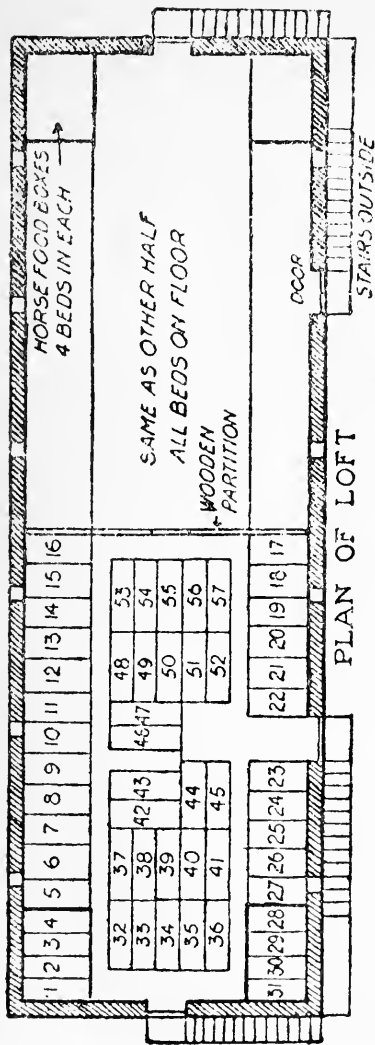 HORSE FOOD BOXES
4 BEDS IN EACH
SAME AS OTHER HALF
ALL BEDS ON FLOOR
WOODEN
PARTITION
DOOR
STAIRS OUTSIDE
1 2 3 4 5 6 7 8 9 10 11 12 13 14 15 16
32 37
33 38
34 39
35 40 44
36 41 45
42 43
46 47
48 53
49 54
50 55
51 56
52 57
31 30 29 28 27 26 25 24 23
22 21 20 19 18 17
PLAN OF LOFT